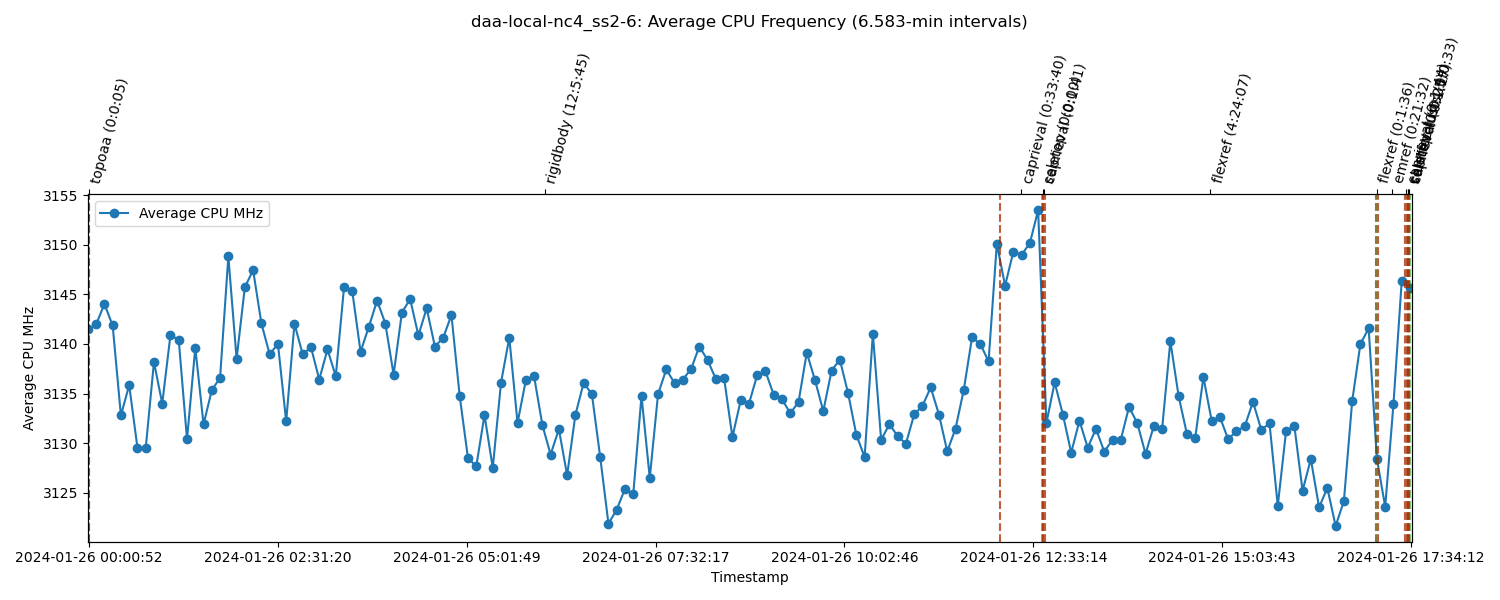 daa-local-nc4_ss2-6: Average CPU Frequency (6.583-min intervals)
topoaa (0:0:05)
rigidbody (12:5:45)
caprieval (0:33:40)
flexref (4:24:07)
flexref (0:1:36)
emref (0:21:32)
Average CPU MHz
3155
3150
3145
3140
3135
3130
3125
Average CPU MHz
2024-01-26 00:00:52
2024-01-26 02:31:20
2024-01-26 05:01:49
2024-01-26 07:32:17
2024-01-26 10:02:46
2024-01-26 12:33:14
2024-01-26 15:03:43
2024-01-26 17:34:12
Timestamp